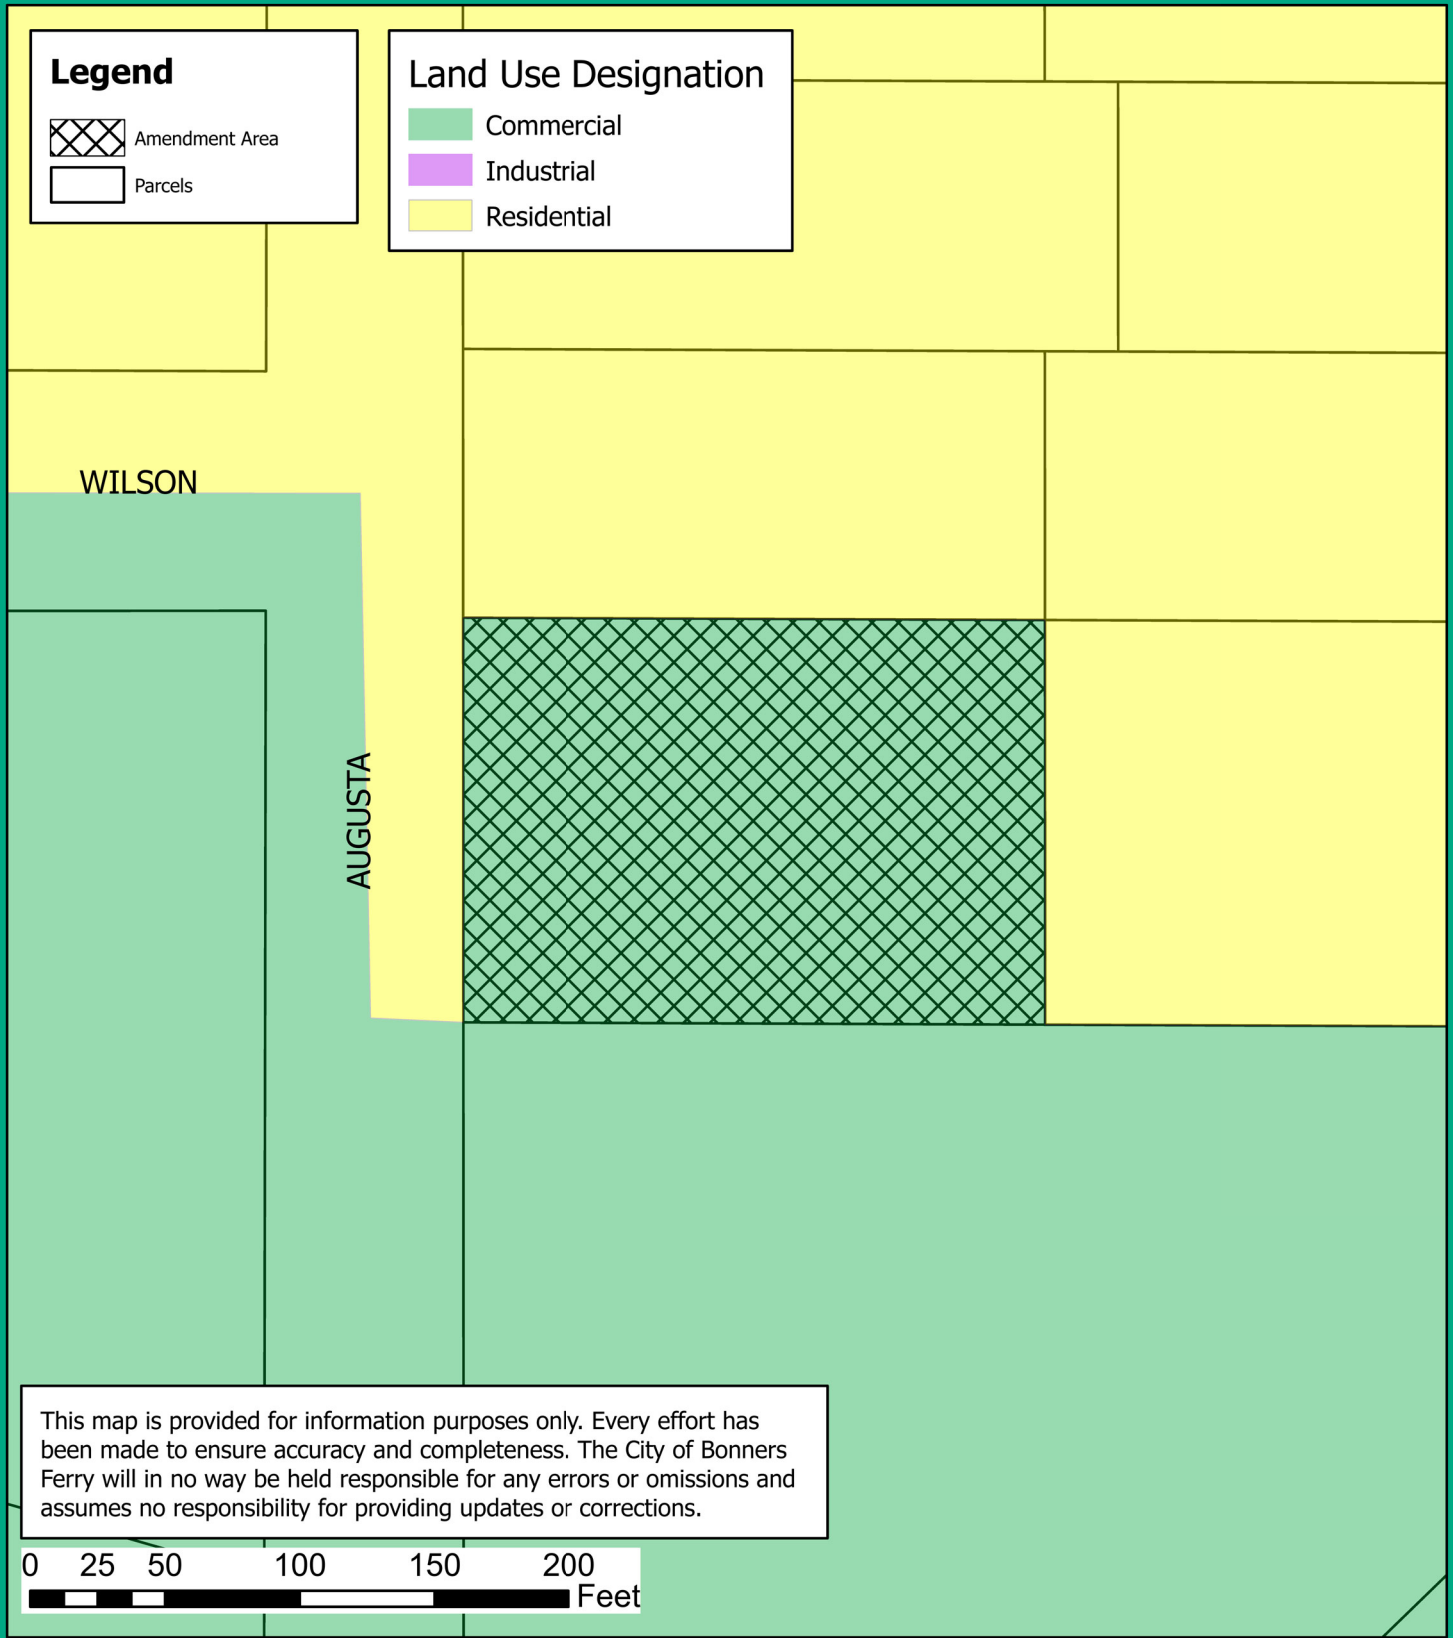 Legend
Amendment Area
Parcels
Land Use Designation
Commercial
Industrial
Residential
WILSON
AUGUSTA
This map is provided for information purposes only. Every effort has
been made to ensure accuracy and completeness. The City of Bonners
Ferry will in no way be held responsible for any errors or omissions and
assumes no responsibility for providing updates or corrections.
0 25 50 100 150 200
Feet